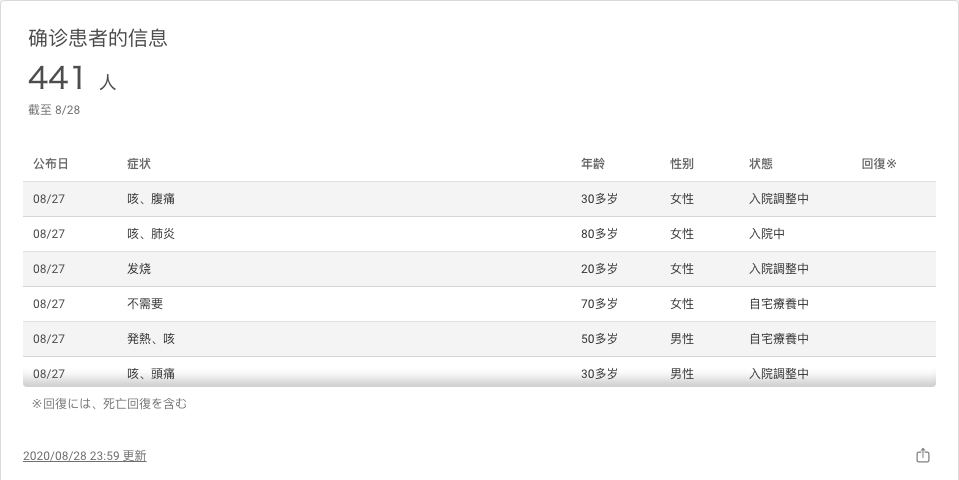 确诊患者的信息
441 人
截至 8/28
公布日 症状 年龄 性别 状態 回復※
08/27 咳、腹痛 30多岁 女性 入院調整中
08/27 咳、肺炎 80多岁 女性 入院中
08/27 发烧 20多岁 女性 入院調整中
08/27 不需要 70多岁 女性 自宅療養中
08/27 発熱、咳 50多岁 男性 自宅療養中
08/27 咳、頭痛 30多岁 男性 入院調整中
※回復には、死亡回復を含む
2020/08/28 23:59 更新